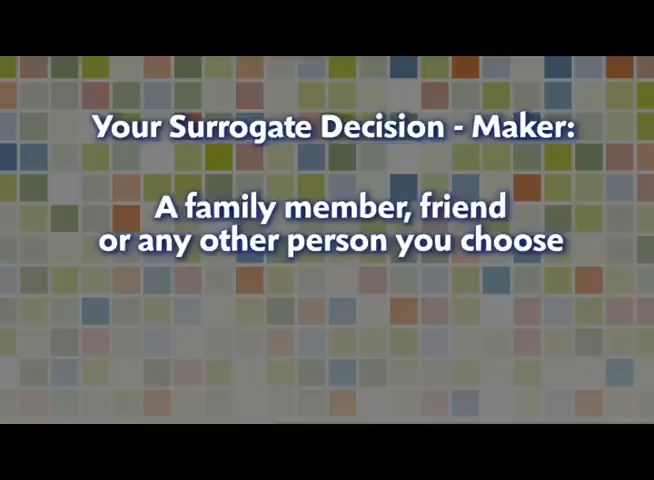 Your Surrogate Decision - Maker:
A family member, friend
or any other person you choose